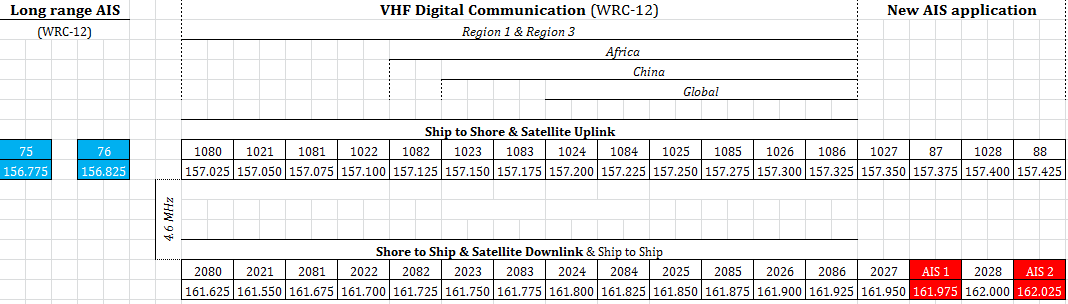 Long range AIS VHF Digital Communication (WRC-12) New AIS application
(WRC-12) Region 1 & Region 3
Africa
China
Global
Ship to Shore & Satellite Uplink
75 76 1080 1021 1081 1022 1082 1023 1083 1024 1084 1025 1085 1026 1086 1027 87 1028 88
156.775 156.825 157.025 157.050 157.075 157.100 157.125 157.150 157.175 157.200 157.225 157.250 157.275 157.300 157.325 157.350 157.375 157.400 157.425
4.6 MHz
Shore to Ship & Satellite Downlink & Ship to Ship
2080 2021 2081 2022 2082 2023 2083 2024 2084 2025 2085 2026 2086 2027 AIS 1 2028 AIS 2
161.625 161.550 161.675 161.700 161.725 161.750 161.775 161.800 161.825 161.850 161.875 161.900 161.925 161.950 161.975 162.000 162.025